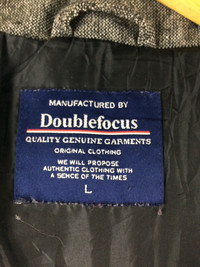 MANUFACTURED BY
Doublefocus
QUALITY GENUINE GARMENTS
ORIGINAL CLOTHING
WE WILL PROPOSE
AUTHENTIC CLOTHING WITH
A SENCE OF THE TIMES
L